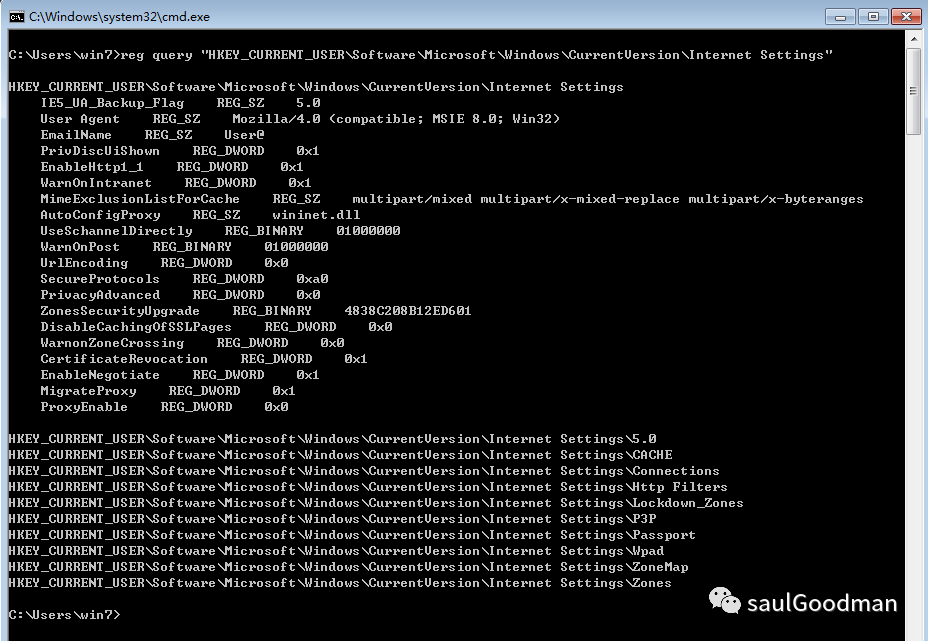 C:\Windows\system32\cmd.exe
C:\Users\win7>reg query "HKEY_CURRENT_USER\Software\Microsoft\Windows\CurrentVersion\Internet Settings"
HKEY_CURRENT_USER\Software\Microsoft\Windows\CurrentVersion\Internet Settings
IE5_UA_Backup_Flag    REG_SZ    5.0
User Agent    REG_SZ    Mozilla/4.0 (compatible; MSIE 8.0; Win32)
EmailName    REG_SZ    User@
PrivDiscUiShown    REG_DWORD    0x1
EnableHttp1_1    REG_DWORD    0x1
WarnOnIntranet    REG_DWORD    0x1
MimeExclusionListForCache    REG_SZ    multipart/mixed multipart/x-mixed-replace multipart/x-byteranges
AutoConfigProxy    REG_SZ    wininet.dll
UseSchannelDirectly    REG_BINARY    01000000
WarnOnPost    REG_BINARY    01000000
UrlEncoding    REG_DWORD    0x0
SecureProtocols    REG_DWORD    0xa0
PrivacyAdvanced    REG_DWORD    0x0
ZonesSecurityUpgrade    REG_BINARY    4838C208B12ED601
DisableCachingOfSSLPages    REG_DWORD    0x0
WarnonZoneCrossing    REG_DWORD    0x0
CertificateRevocation    REG_DWORD    0x1
EnableNegotiate    REG_DWORD    0x1
MigrateProxy    REG_DWORD    0x1
ProxyEnable    REG_DWORD    0x0
HKEY_CURRENT_USER\Software\Microsoft\Windows\CurrentVersion\Internet Settings\5.0
HKEY_CURRENT_USER\Software\Microsoft\Windows\CurrentVersion\Internet Settings\CACHE
HKEY_CURRENT_USER\Software\Microsoft\Windows\CurrentVersion\Internet Settings\Connections
HKEY_CURRENT_USER\Software\Microsoft\Windows\CurrentVersion\Internet Settings\Http Filters
HKEY_CURRENT_USER\Software\Microsoft\Windows\CurrentVersion\Internet Settings\Lockdown_Zones
HKEY_CURRENT_USER\Software\Microsoft\Windows\CurrentVersion\Internet Settings\P3P
HKEY_CURRENT_USER\Software\Microsoft\Windows\CurrentVersion\Internet Settings\Passport
HKEY_CURRENT_USER\Software\Microsoft\Windows\CurrentVersion\Internet Settings\Wpad
HKEY_CURRENT_USER\Software\Microsoft\Windows\CurrentVersion\Internet Settings\ZoneMap
HKEY_CURRENT_USER\Software\Microsoft\Windows\CurrentVersion\Internet Settings\Zones
saulGoodman
C:\Users\win7>